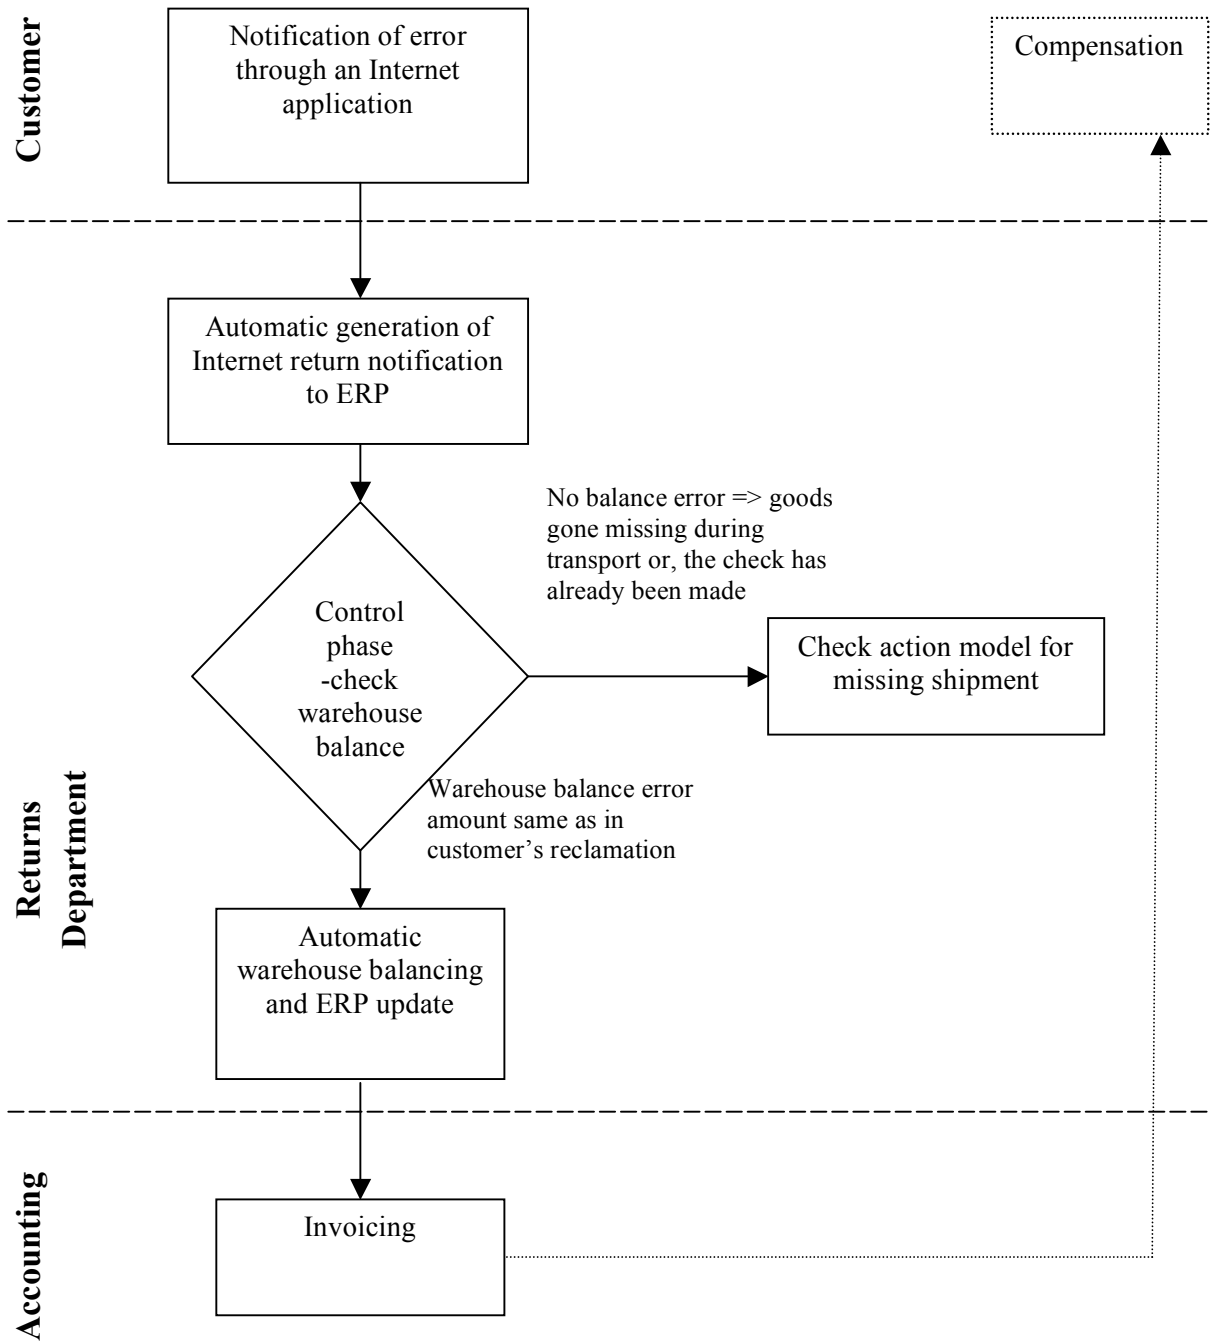 Customer
Notification of error
through an Internet
application
Compensation
Returns
Department
Automatic generation of
Internet return notification
to ERP
No balance error => goods
gone missing during
transport or, the check has
already been made
Control
phase
-check
warehouse
balance
Check action model for
missing shipment
Warehouse balance error
amount same as in
customer’s reclamation
Automatic
warehouse balancing
and ERP update
Accounting
Invoicing